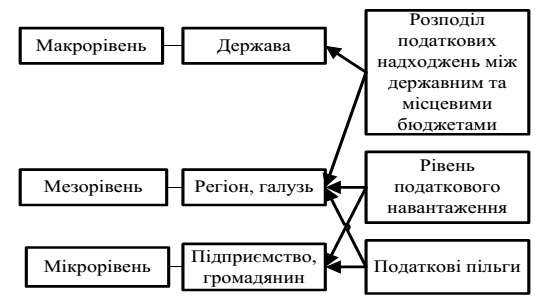 Макрорівень
Держава
Розподіл
податкових
надходжень між
державним та
місцевими
бюджетами
Мезорівень
Регіон, галузь
Рівень
податкового
навантаження
Мікрорівень
Підприємство,
громадянин
Податкові пільги